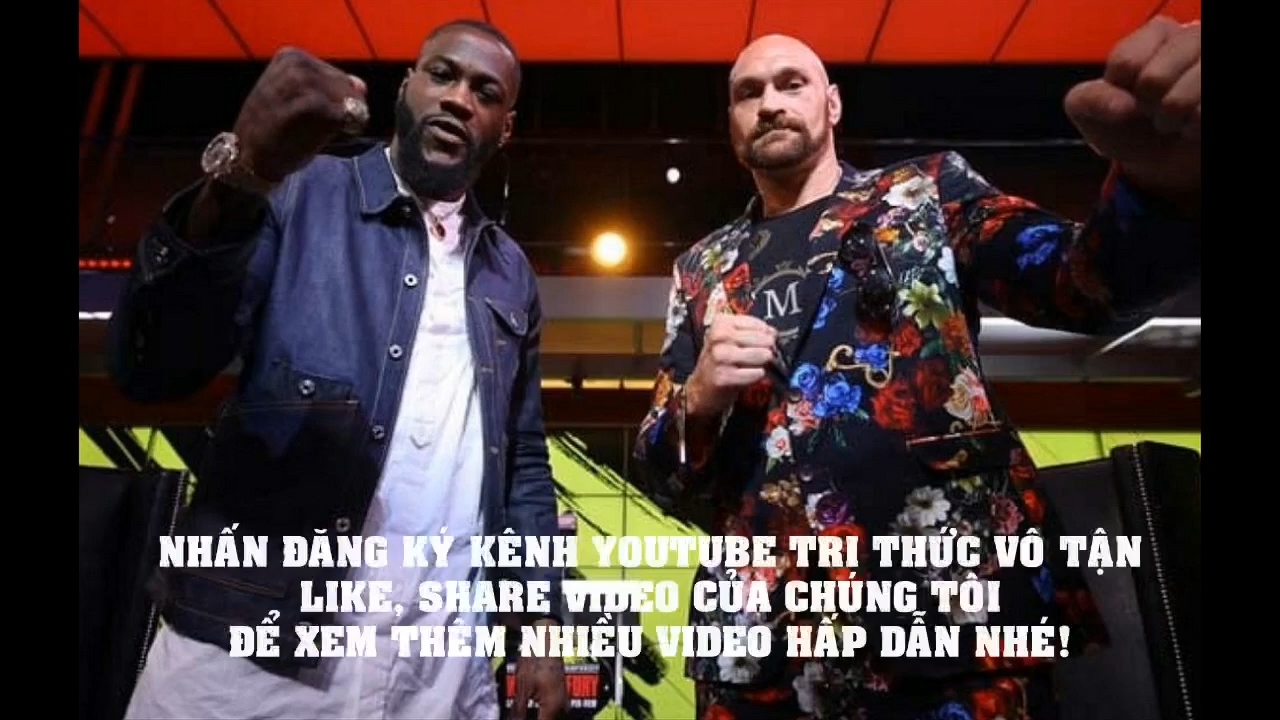 M
NHẤN ĐĂNG KÝ KÊNH YOUTUBE TRI THỨC VÔ TẬN
LIKE, SHARE VIDEO CỦA CHÚNG TÔI
ĐỂ XEM THÊM NHIỀU VIDEO HẤP DẪN NHÉ!
FURY